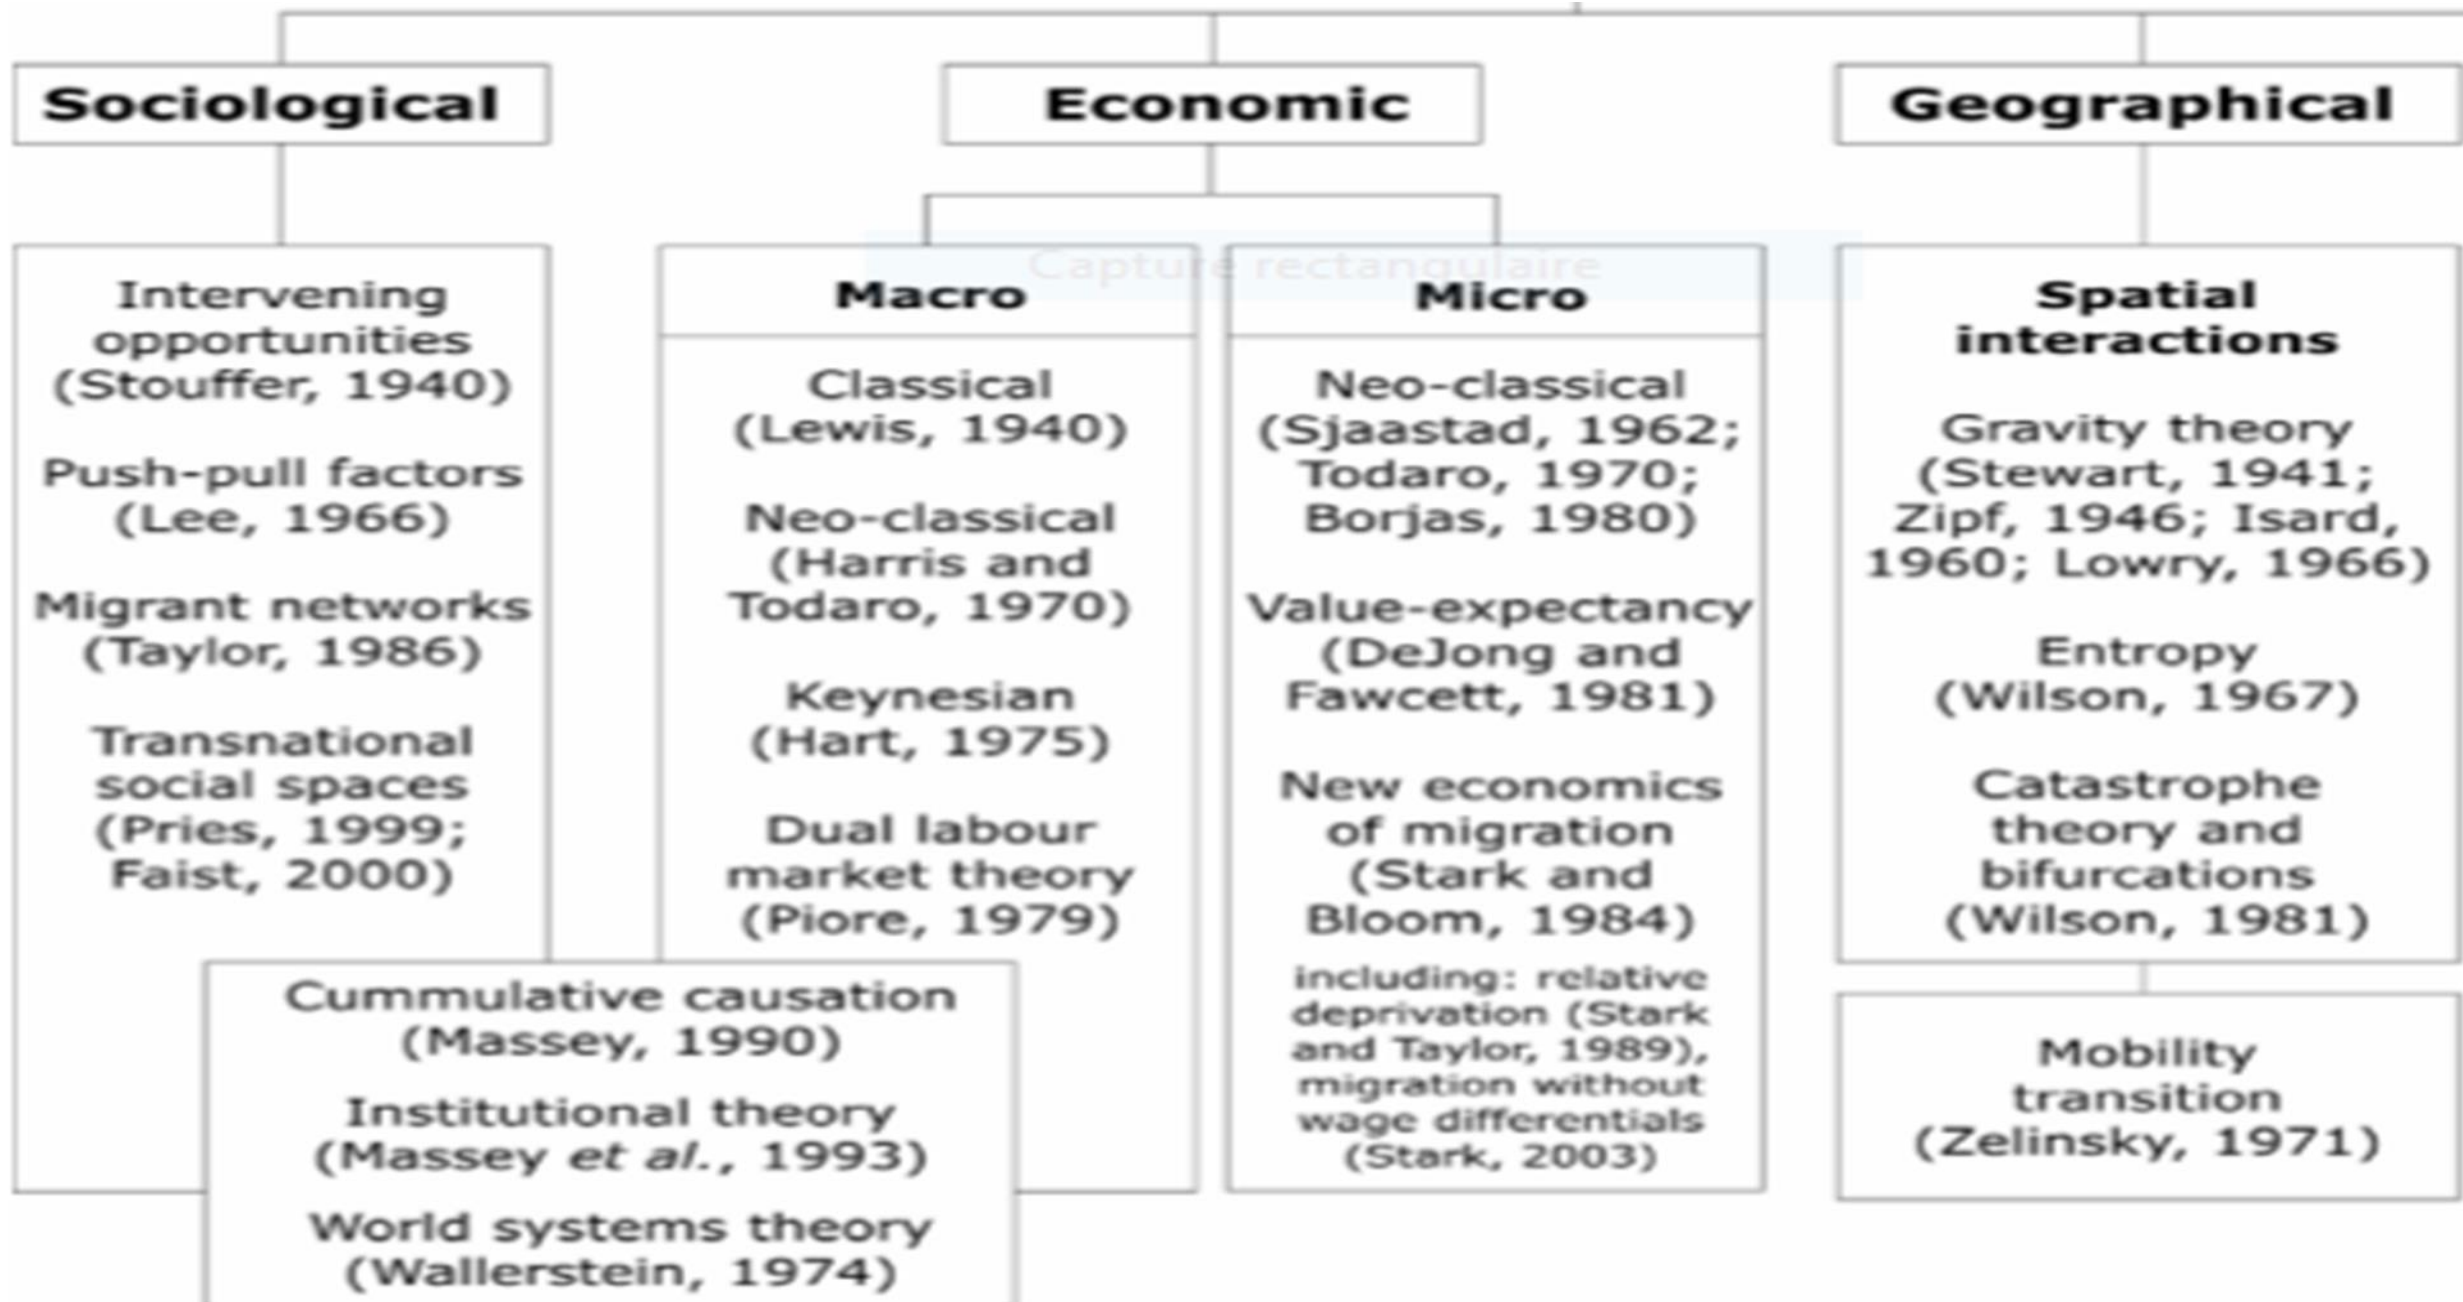 Sociological
Intervening
opportunities
(Stouffer, 1940)
Push-pull factors
(Lee, 1966)
Migrant networks
(Taylor, 1986)
Transnational
social spaces
(Pries, 1999;
Faist, 2000)
Cummulative causation
(Massey, 1990)
Institutional theory
(Massey et al., 1993)
World systems theory
(Wallerstein, 1974)
Economic
Capture rectangulaire
Macro
Classical
(Lewis, 1940)
Neo-classical
(Harris and
Todaro, 1970)
Keynesian
(Hart, 1975)
Dual labour
market theory
(Piore, 1979)
Micro
Neo-classical
(Sjaastad, 1962;
Todaro, 1970;
Borjas, 1980)
Value-expectancy
(DeJong and
Fawcett, 1981)
New economics
of migration
(Stark and
Bloom, 1984)
including: relative
deprivation (Stark
and Taylor, 1989),
migration without
wage differentials
(Stark, 2003)
Geographical
Spatial
interactions
Gravity theory
(Stewart, 1941;
Zipf, 1946; Isard,
1960; Lowry, 1966)
Entropy
(Wilson, 1967)
Catastrophe
theory and
bifurcations
(Wilson, 1981)
Mobility
transition
(Zelinsky, 1971)